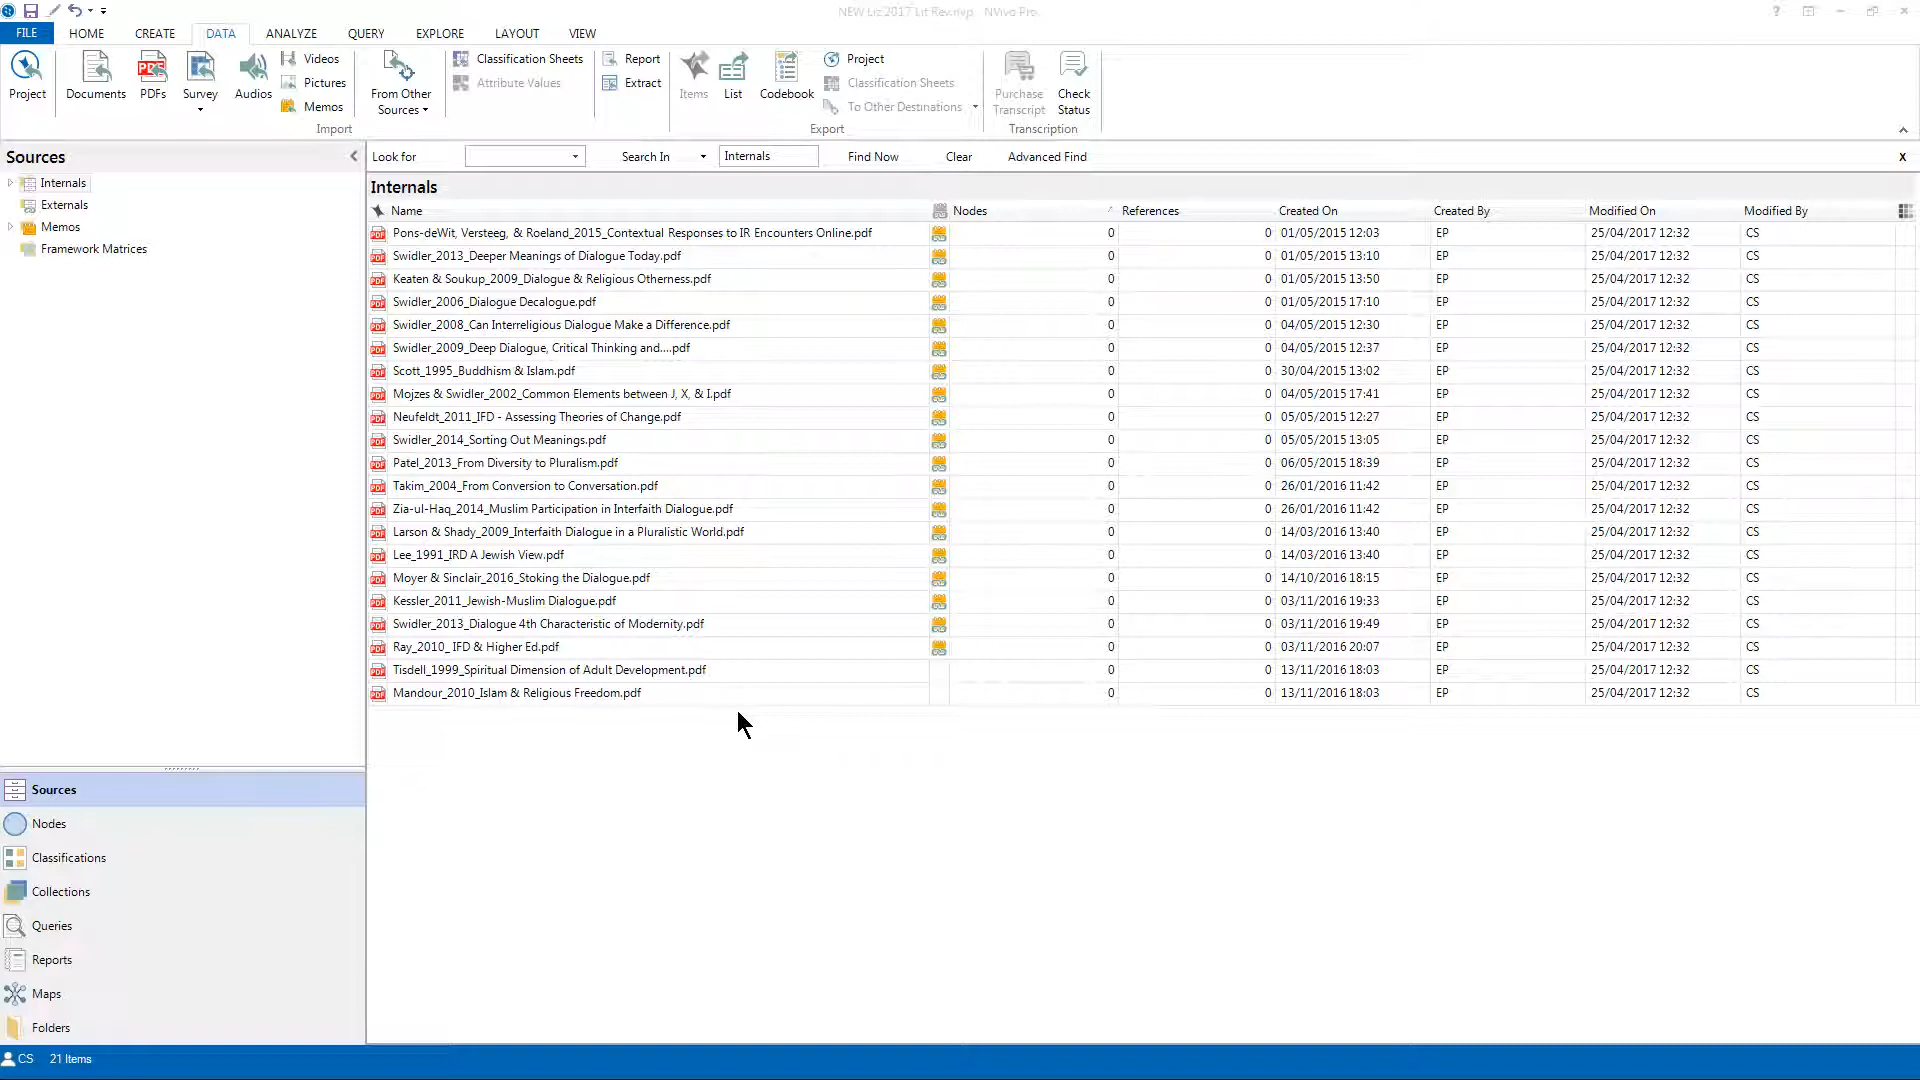 NEW Liz 2017 Lit Rev.nvp - NVivo Pro
FILE HOME CREATE DATA ANALYZE QUERY EXPLORE LAYOUT VIEW
Project Documents PDFs Survey Audios Videos Pictures Memos From Other Sources Classification Sheets Attribute Values Report Extract Items List Codebook Project Classification Sheets To Other Destinations Purchase Transcript Check Status
Import Export Transcription
Sources
Internals
Externals
Memos
Framework Matrices
Look for Search In Internals Find Now Clear Advanced Find X
Internals
Name Nodes References Created On Created By Modified On Modified By
Pons-deWit, Versteeg, & Roeland_2015_Contextual Responses to IR Encounters Online.pdf 0 0 01/05/2015 12:03 EP 25/04/2017 12:32 CS
Swidler_2013_Deeper Meanings of Dialogue Today.pdf 0 0 01/05/2015 13:10 EP 25/04/2017 12:32 CS
Keaten & Soukup_2009_Dialogue & Religious Otherness.pdf 0 0 01/05/2015 13:50 EP 25/04/2017 12:32 CS
Swidler_2006_Dialogue Decalogue.pdf 0 0 01/05/2015 17:10 EP 25/04/2017 12:32 CS
Swidler_2008_Can Interreligious Dialogue Make a Difference.pdf 0 0 04/05/2015 12:30 EP 25/04/2017 12:32 CS
Swidler_2009_Deep Dialogue, Critical Thinking and....pdf 0 0 04/05/2015 12:37 EP 25/04/2017 12:32 CS
Scott_1995_Buddhism & Islam.pdf 0 0 30/04/2015 13:02 EP 25/04/2017 12:32 CS
Mojzes & Swidler_2002_Common Elements between J, X, & I.pdf 0 0 04/05/2015 17:41 EP 25/04/2017 12:32 CS
Neufeldt_2011_IFD - Assessing Theories of Change.pdf 0 0 05/05/2015 12:27 EP 25/04/2017 12:32 CS
Swidler_2014_Sorting Out Meanings.pdf 0 0 05/05/2015 13:05 EP 25/04/2017 12:32 CS
Patel_2013_From Diversity to Pluralism.pdf 0 0 06/05/2015 18:39 EP 25/04/2017 12:32 CS
Takim_2004_From Conversion to Conversation.pdf 0 0 26/01/2016 11:42 EP 25/04/2017 12:32 CS
Zia-ul-Haq_2014_Muslim Participation in Interfaith Dialogue.pdf 0 0 26/01/2016 11:42 EP 25/04/2017 12:32 CS
Larson & Shady_2009_Interfaith Dialogue in a Pluralistic World.pdf 0 0 14/03/2016 13:40 EP 25/04/2017 12:32 CS
Lee_1991_IRD A Jewish View.pdf 0 0 14/03/2016 13:40 EP 25/04/2017 12:32 CS
Moyer & Sinclair_2016_Stoking the Dialogue.pdf 0 0 14/10/2016 18:15 EP 25/04/2017 12:32 CS
Kessler_2011_Jewish-Muslim Dialogue.pdf 0 0 03/11/2016 19:33 EP 25/04/2017 12:32 CS
Swidler_2013_Dialogue 4th Characteristic of Modernity.pdf 0 0 03/11/2016 19:49 EP 25/04/2017 12:32 CS
Ray_2010_ IFD & Higher Ed.pdf 0 0 03/11/2016 20:07 EP 25/04/2017 12:32 CS
Tisdell_1999_Spiritual Dimension of Adult Development.pdf 0 0 13/11/2016 18:03 EP 25/04/2017 12:32 CS
Mandour_2010_Islam & Religious Freedom.pdf 0 0 13/11/2016 18:03 EP 25/04/2017 12:32 CS
Sources
Nodes
Classifications
Collections
Queries
Reports
Maps
Folders
CS 21 Items